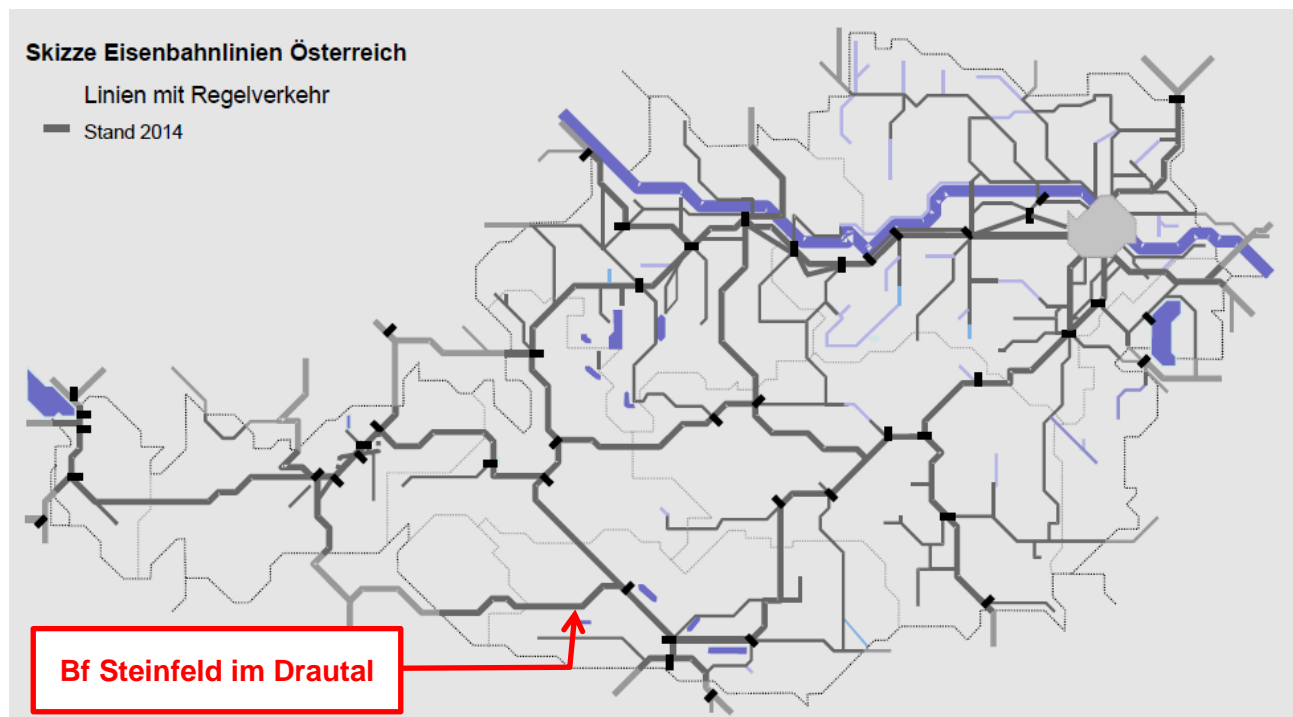 Skizze Eisenbahnlinien Österreich
Linien mit Regelverkehr
Stand 2014
Bf Steinfeld im Drautal